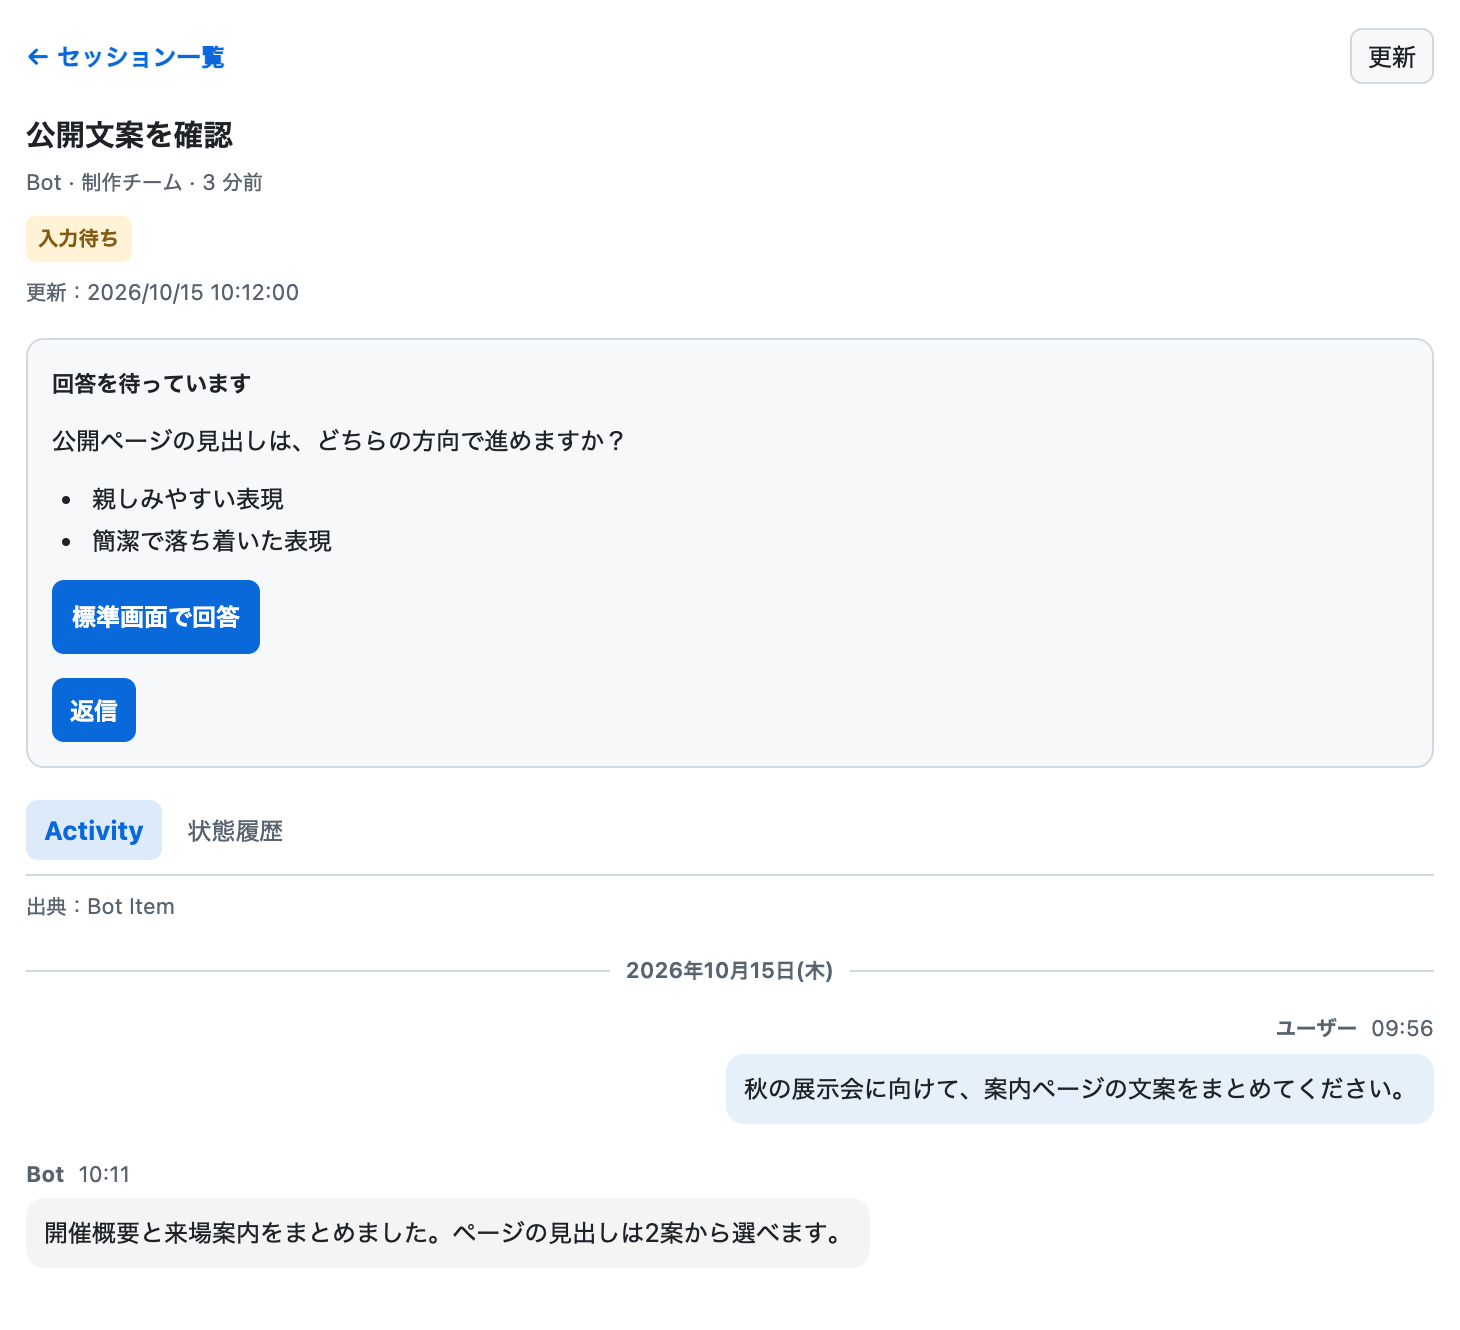 ← セッション一覧
更新
公開文案を確認
Bot · 制作チーム · 3 分前
入力待ち
更新：2026/10/15 10:12:00
回答を待っています
公開ページの見出しは、どちらの方向で進めますか？
• 親しみやすい表現
• 簡潔で落ち着いた表現
標準画面で回答
返信
Activity 状態履歴
出典：Bot Item
2026年10月15日(木)
ユーザー 09:56
秋の展示会に向けて、案内ページの文案をまとめてください。
Bot 10:11
開催概要と来場案内をまとめました。ページの見出しは2案から選べます。